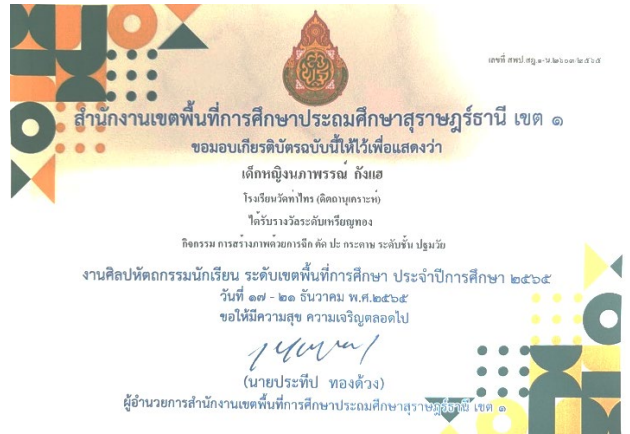 เลขที่ สพป.สฎ.๑-ว.๒๖๐๓-๒๕๖๕
สำนักงานเขตพื้นที่การศึกษาประถมศึกษาสุราษฎร์ธานี เขต ๑
ขอมอบเกียรติบัตรฉบับนี้ให้ไว้เพื่อแสดงว่า
เด็กหญิงนภาพรรณ์ กังแฮ
โรงเรียนวัดท่าไทร (ดิตถานุเคราะห์)
ได้รับรางวัลระดับเหรียญทอง
กิจกรรม การสร้างภาพด้วยการฉีก ตัด ปะ กระดาษ ระดับชั้น ปฐมวัย
งานศิลปหัตถกรรมนักเรียน ระดับเขตพื้นที่การศึกษา ประจำปีการศึกษา ๒๕๖๕
วันที่ ๑๗ - ๒๑ ธันวาคม พ.ศ.๒๕๖๕
ขอให้มีความสุข ความเจริญตลอดไป
(นายประทีป ทองด้วง)
ผู้อำนวยการสำนักงานเขตพื้นที่การศึกษาประถมศึกษาสุราษฎร์ธานี เขต ๑